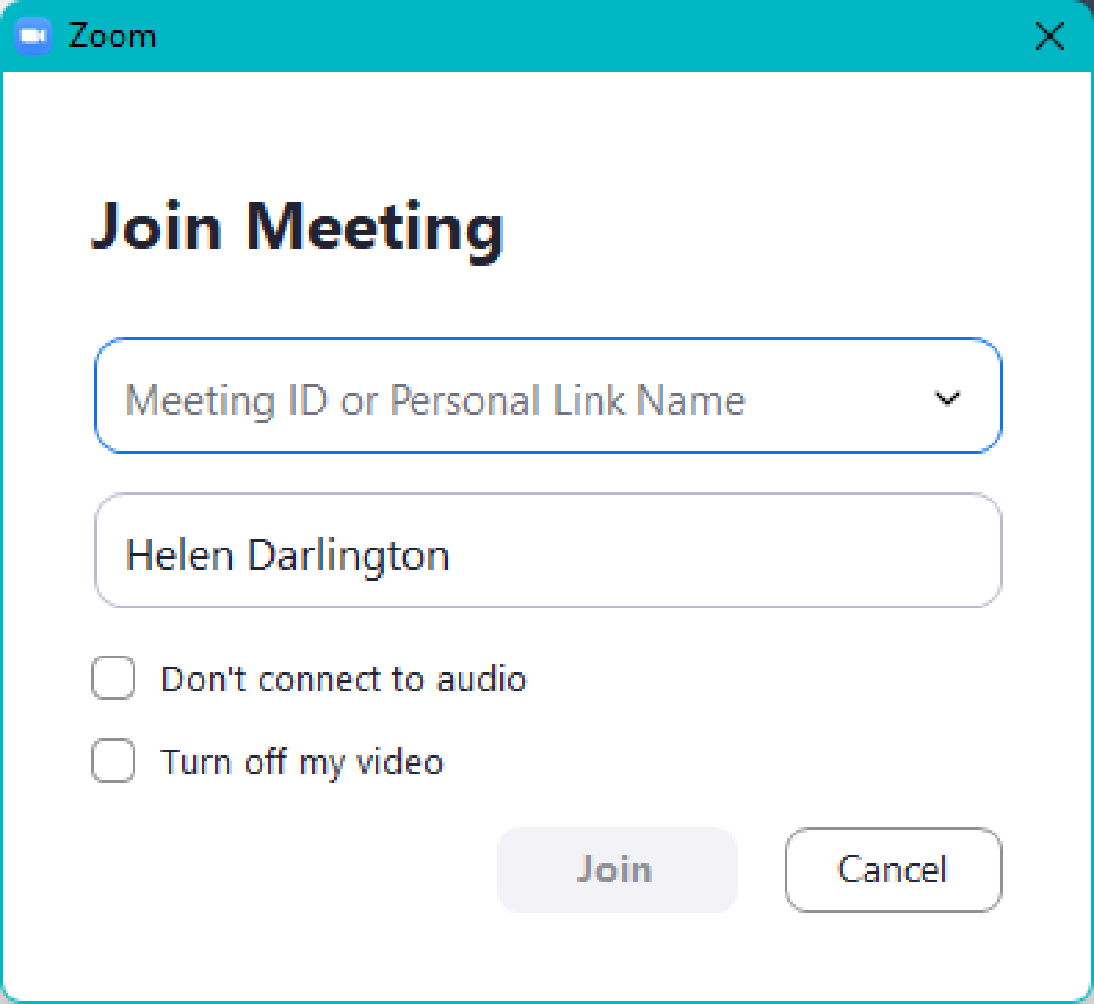 Zoom
Join Meeting
Meeting ID or Personal Link Name
Helen Darlington
Don't connect to audio
Turn off my video
Join
Cancel